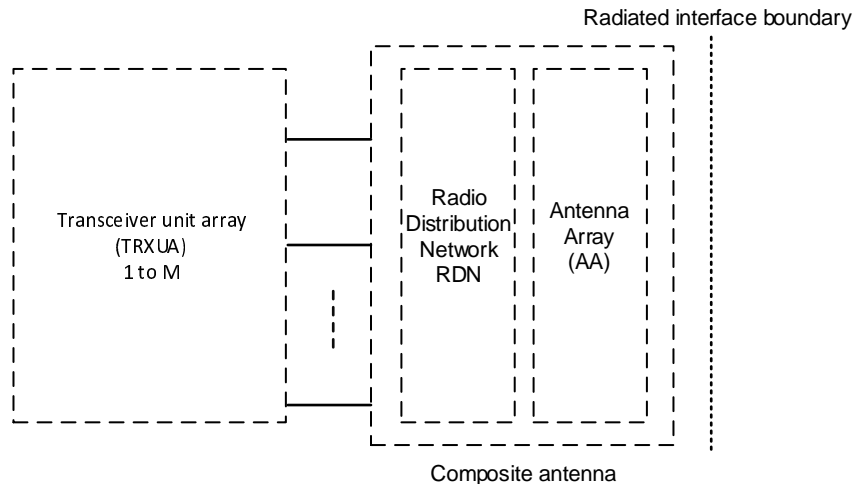 Radiated interface boundary
Transceiver unit array
(TRXUA)
1 to M
Radio
Distribution
Network
RDN
Antenna
Array
(AA)
Composite antenna